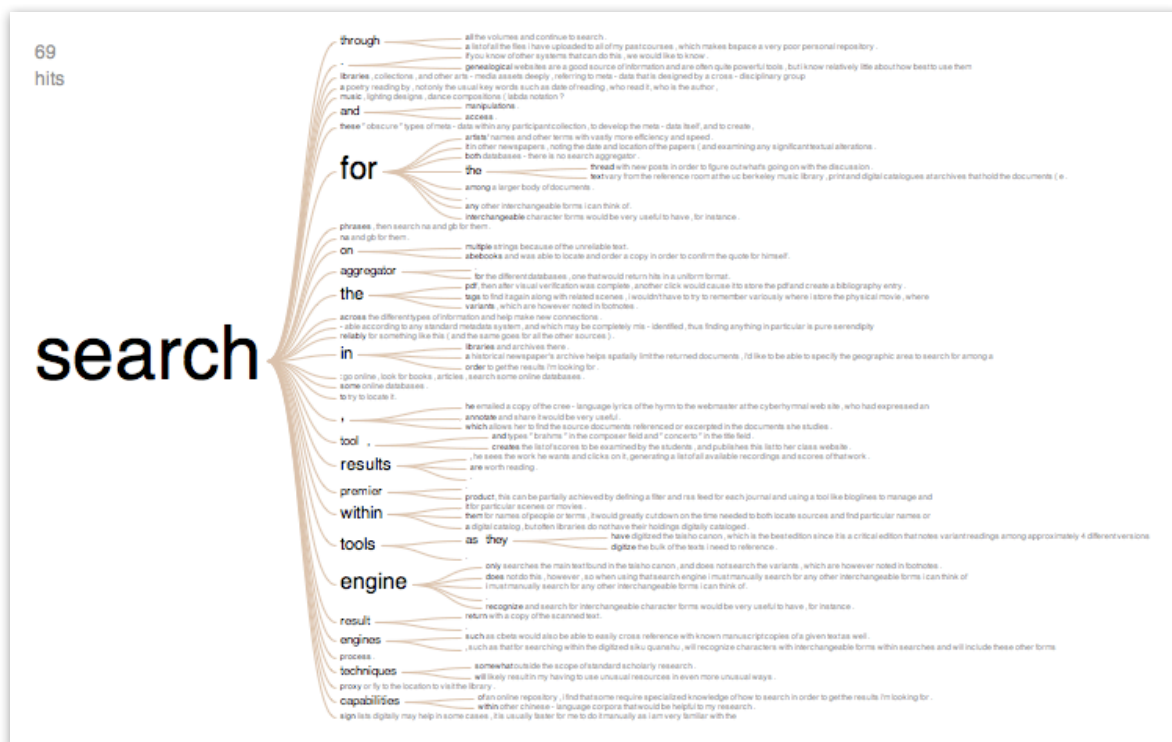 69
hits
search
through
all the volumes and continue to search .
a list of all the files i have uploaded to all of my past courses , which makes bspace a very poor personal repository .
.
if you know of other systems that can do this , we would like to know .
genealogical websites are a good source of information and are often quite powerful tools , but i know relatively little about how best to use them
libraries , collections , and other arts - media assets deeply , referring to meta - data that is designed by a cross - disciplinary group
a poetry reading by , not only the usual key words such as date of reading , who read it , who is the author ,
music , lighting designs , dance compositions ( labda notation ?
and
manipulations .
access .
these " obscure " types of meta - data within any participant collection , to develop the meta - data itself , and to create ,
for
artists' names and other terms with vastly more efficiency and speed .
it in other newspapers , noting the date and location of the papers ( and examining any significant textual alterations .
both databases - there is no search aggregator .
the
thread with new posts in order to figure out what's going on with the discussion .
text vary from the reference room at the uc berkeley music library , print and digital catalogues at archives that hold the documents ( e .
among a larger body of documents .
.
any other interchangeable forms i can think of .
interchangeable character forms would be very useful to have , for instance .
phrases , then search na and gb for them .
na and gb for them .
on
multiple strings because of the unreliable text.
abebooks and was able to locate and order a copy in order to confirm the quote for himself .
aggregator
.
for the different databases , one that would return hits in a uniform format.
the
pdf , then after visual verification was complete , another click would cause it to store the pdf and create a bibliography entry .
tags to find it again along with related scenes , i wouldn't have to try to remember variously where i store the physical movie , where
variants , which are however noted in footnotes .
across the different types of information and help make new connections .
- able according to any standard metadata system , and which may be completely mis - identified , thus finding anything in particular is pure serendipity
reliably for something like this ( and the same goes for all the other sources ) .
in
libraries and archives there .
a historical newspaper's archive helps spatially limit the returned documents , i'd like to be able to specify the geographic area to search for among a
order to get the results i'm looking for .
: go online , look for books , articles , search some online databases .
some online databases .
to try to locate it .
,
he emailed a copy of the cree - language lyrics of the hymn to the webmaster at the cyberhymnal web site , who had expressed an
annotate and share it would be very useful .
which allows her to find the source documents referenced or excerpted in the documents she studies .
tool ,
and types " brahms " in the composer field and " concerto " in the title field .
creates the list of scores to be examined by the students , and publishes this list to her class website .
results
, he sees the work he wants and clicks on it , generating a list of all available recordings and scores of that work .
are worth reading .
.
premier
.
product , this can be partially achieved by defining a filter and rss feed for each journal and using a tool like bloglines to manage and
within
it for particular scenes or movies .
them for names of people or terms , it would greatly cut down on the time needed to both locate sources and find particular names or
a digital catalog , but often libraries do not have their holdings digitally cataloged .
tools
as they
have digitized the taisho canon , which is the best edition since it is a critical edition that notes variant readings among approximately 4 different versions
digitize the bulk of the texts i need to reference .
.
engine
only searches the main text found in the taisho canon , and does not search the variants , which are however noted in footnotes .
does not do this , however , so when using that search engine i must manually search for any other interchangeable forms i can think of
i must manually search for any other interchangeable forms i can think of .
.
recognize and search for interchangeable character forms would be very useful to have , for instance .
result
return with a copy of the scanned text.
.
engines
such as cbeta would also be able to easily cross reference with known manuscript copies of a given text as well .
, such as that for searching within the digitized siku quanshu , will recognize characters with interchangeable forms within searches and will include these other forms
process .
techniques
somewhat outside the scope of standard scholarly research .
will likely result in my having to use unusual resources in even more unusual ways .
proxy or fly to the location to visit the library .
capabilities
of an online repository , i find that some require specialized knowledge of how to search in order to get the results i'm looking for .
within other chinese - language corpora that would be helpful to my research .
sign lists digitally may help in some cases , it is usually faster for me to do it manually as i am very familiar with the